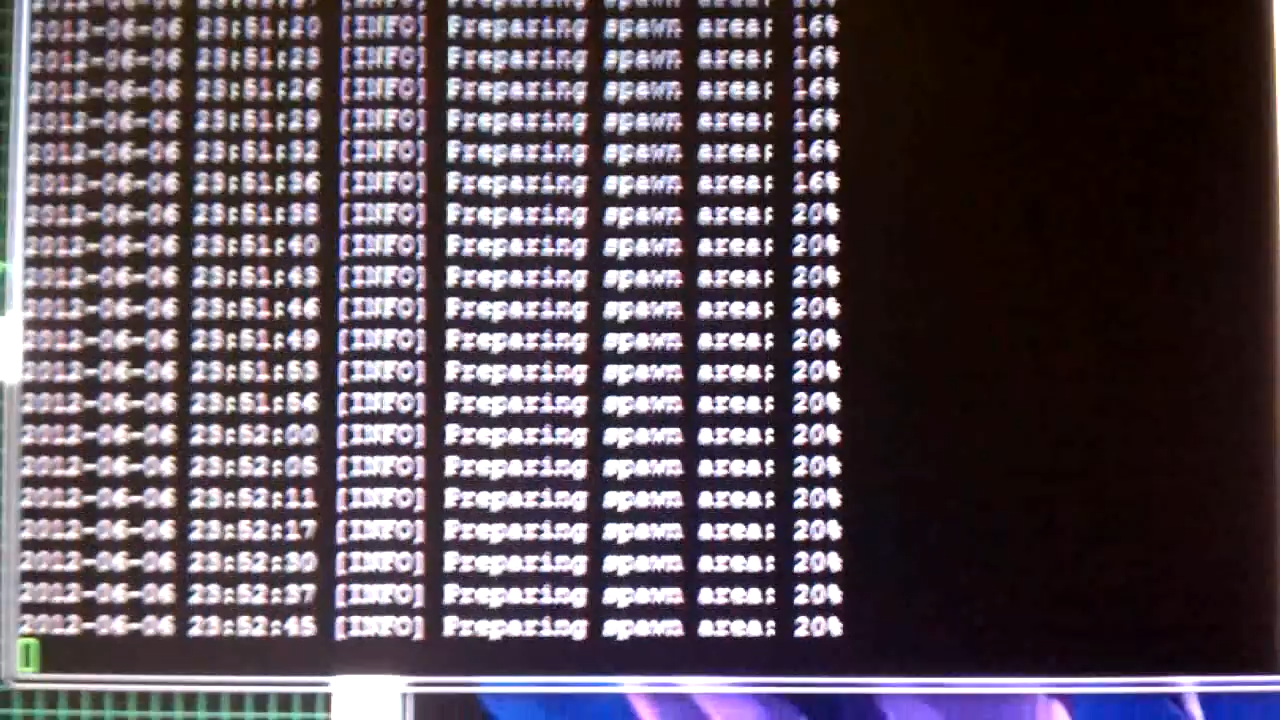 2012-06-06 23:51:20 [INFO] Preparing spawn area: 16%
2012-06-06 23:51:23 [INFO] Preparing spawn area: 16%
2012-06-06 23:51:26 [INFO] Preparing spawn area: 16%
2012-06-06 23:51:29 [INFO] Preparing spawn area: 16%
2012-06-06 23:51:32 [INFO] Preparing spawn area: 16%
2012-06-06 23:51:36 [INFO] Preparing spawn area: 16%
2012-06-06 23:51:38 [INFO] Preparing spawn area: 20%
2012-06-06 23:51:40 [INFO] Preparing spawn area: 20%
2012-06-06 23:51:43 [INFO] Preparing spawn area: 20%
2012-06-06 23:51:46 [INFO] Preparing spawn area: 20%
2012-06-06 23:51:49 [INFO] Preparing spawn area: 20%
2012-06-06 23:51:53 [INFO] Preparing spawn area: 20%
2012-06-06 23:51:56 [INFO] Preparing spawn area: 20%
2012-06-06 23:52:00 [INFO] Preparing spawn area: 20%
2012-06-06 23:52:05 [INFO] Preparing spawn area: 20%
2012-06-06 23:52:11 [INFO] Preparing spawn area: 20%
2012-06-06 23:52:17 [INFO] Preparing spawn area: 20%
2012-06-06 23:52:30 [INFO] Preparing spawn area: 20%
2012-06-06 23:52:37 [INFO] Preparing spawn area: 20%
2012-06-06 23:52:45 [INFO] Preparing spawn area: 20%